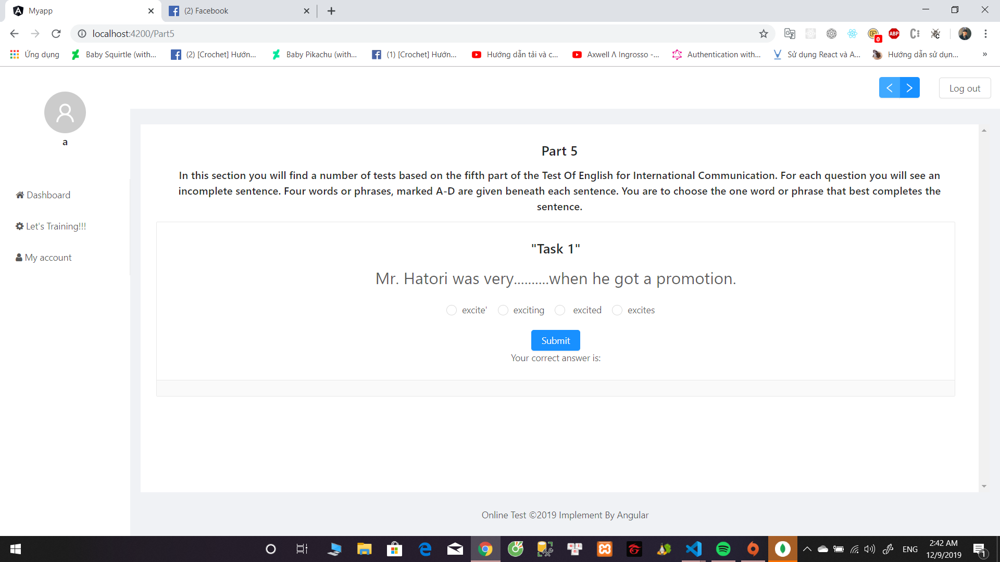 Myapp
(2) Facebook
localhost:4200/Part5
0
ABP
Ứng dụng
Baby Squirtle (with...
(2) [Crochet] Hướn...
Baby Pikachu (with...
(1) [Crochet] Hướn...
Hướng dẫn tải và c...
Axwell Λ Ingrosso -...
Authentication with...
Sử dụng React và A...
Hướng dẫn sử dụn...
»
Log out
a
Dashboard
Let's Training!!!
My account
Part 5
In this section you will find a number of tests based on the fifth part of the Test Of English for International Communication. For each question you will see an
incomplete sentence. Four words or phrases, marked A-D are given beneath each sentence. You are to choose the one word or phrase that best completes the
sentence.
"Task 1"
Mr. Hatori was very..........when he got a promotion.
excite' exciting excited excites
Submit
Your correct answer is:
Online Test ©2019 Implement By Angular
ENG
2:42 AM
12/9/2019
1